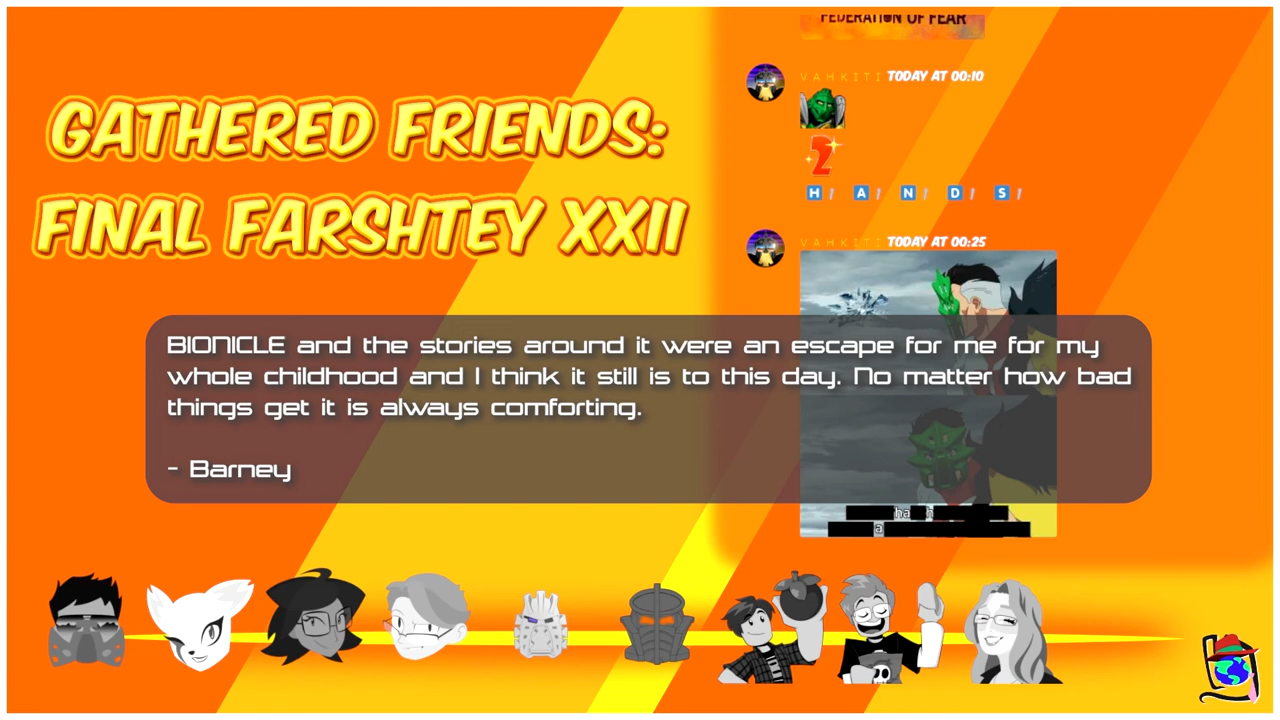 FEDERATION OF FEAR
VAHKITI TODAY AT 00:10
GATHERED FRIENDS:
FINAL FARSHTEY XXII
2
H A N D S
VAHKITI TODAY AT 00:25
BIONICLE and the stories around it were an escape for me for my
whole childhood and I think it still is to this day. No matter how bad
things get it is always comforting.
- Barney
ha h
a